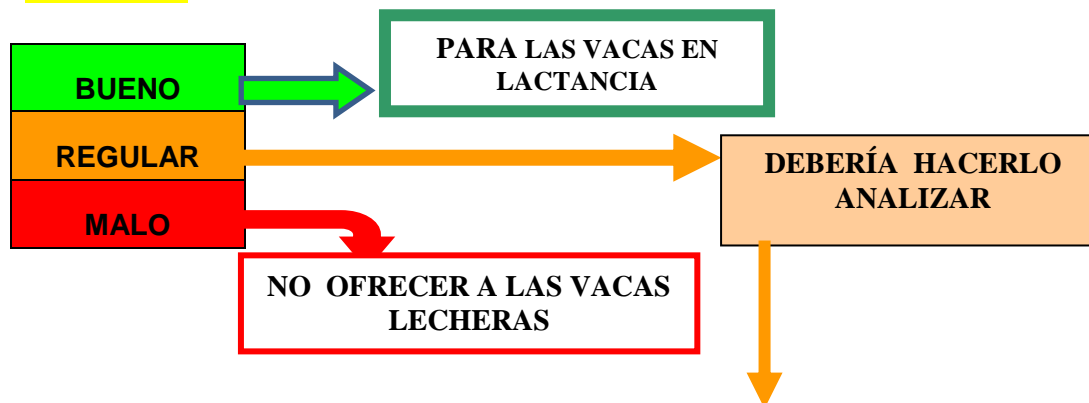 BUENO
PARA LAS VACAS EN
LACTANCIA
REGULAR
DEBERÍA HACERLO
ANALIZAR
MALO
NO OFRECER A LAS VACAS
LECHERAS